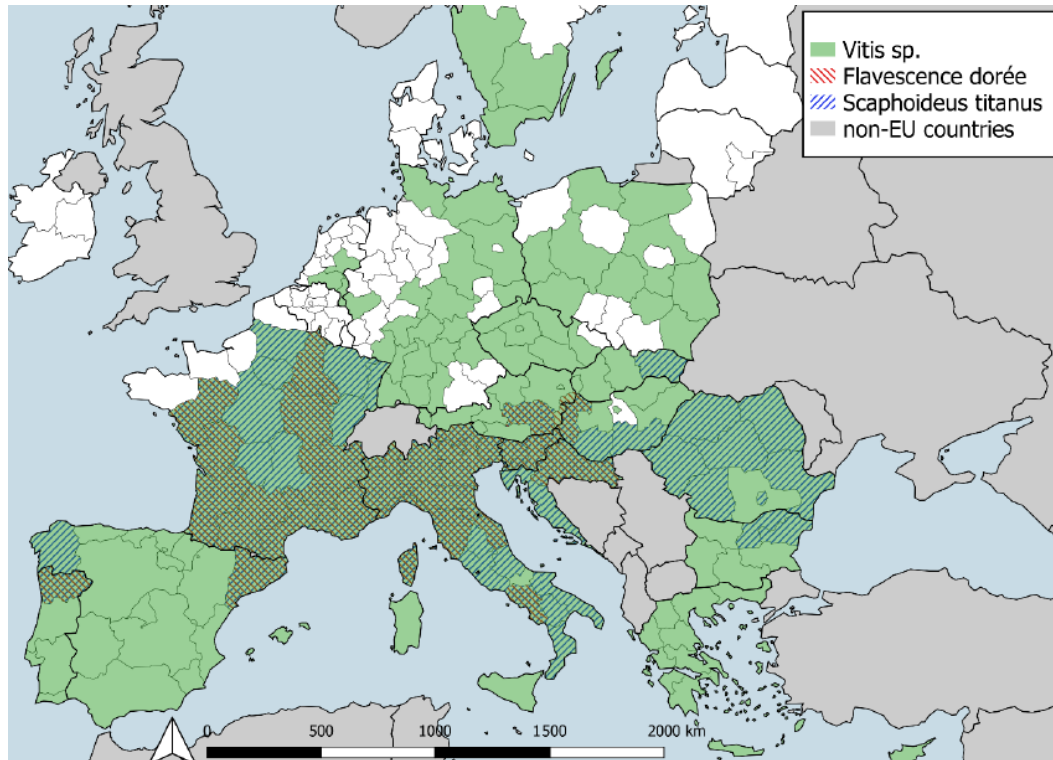 Vitis sp.
Flavescence dorée
Scaphoideus titanus
non-EU countries
0 500 1000 1500 2000 km